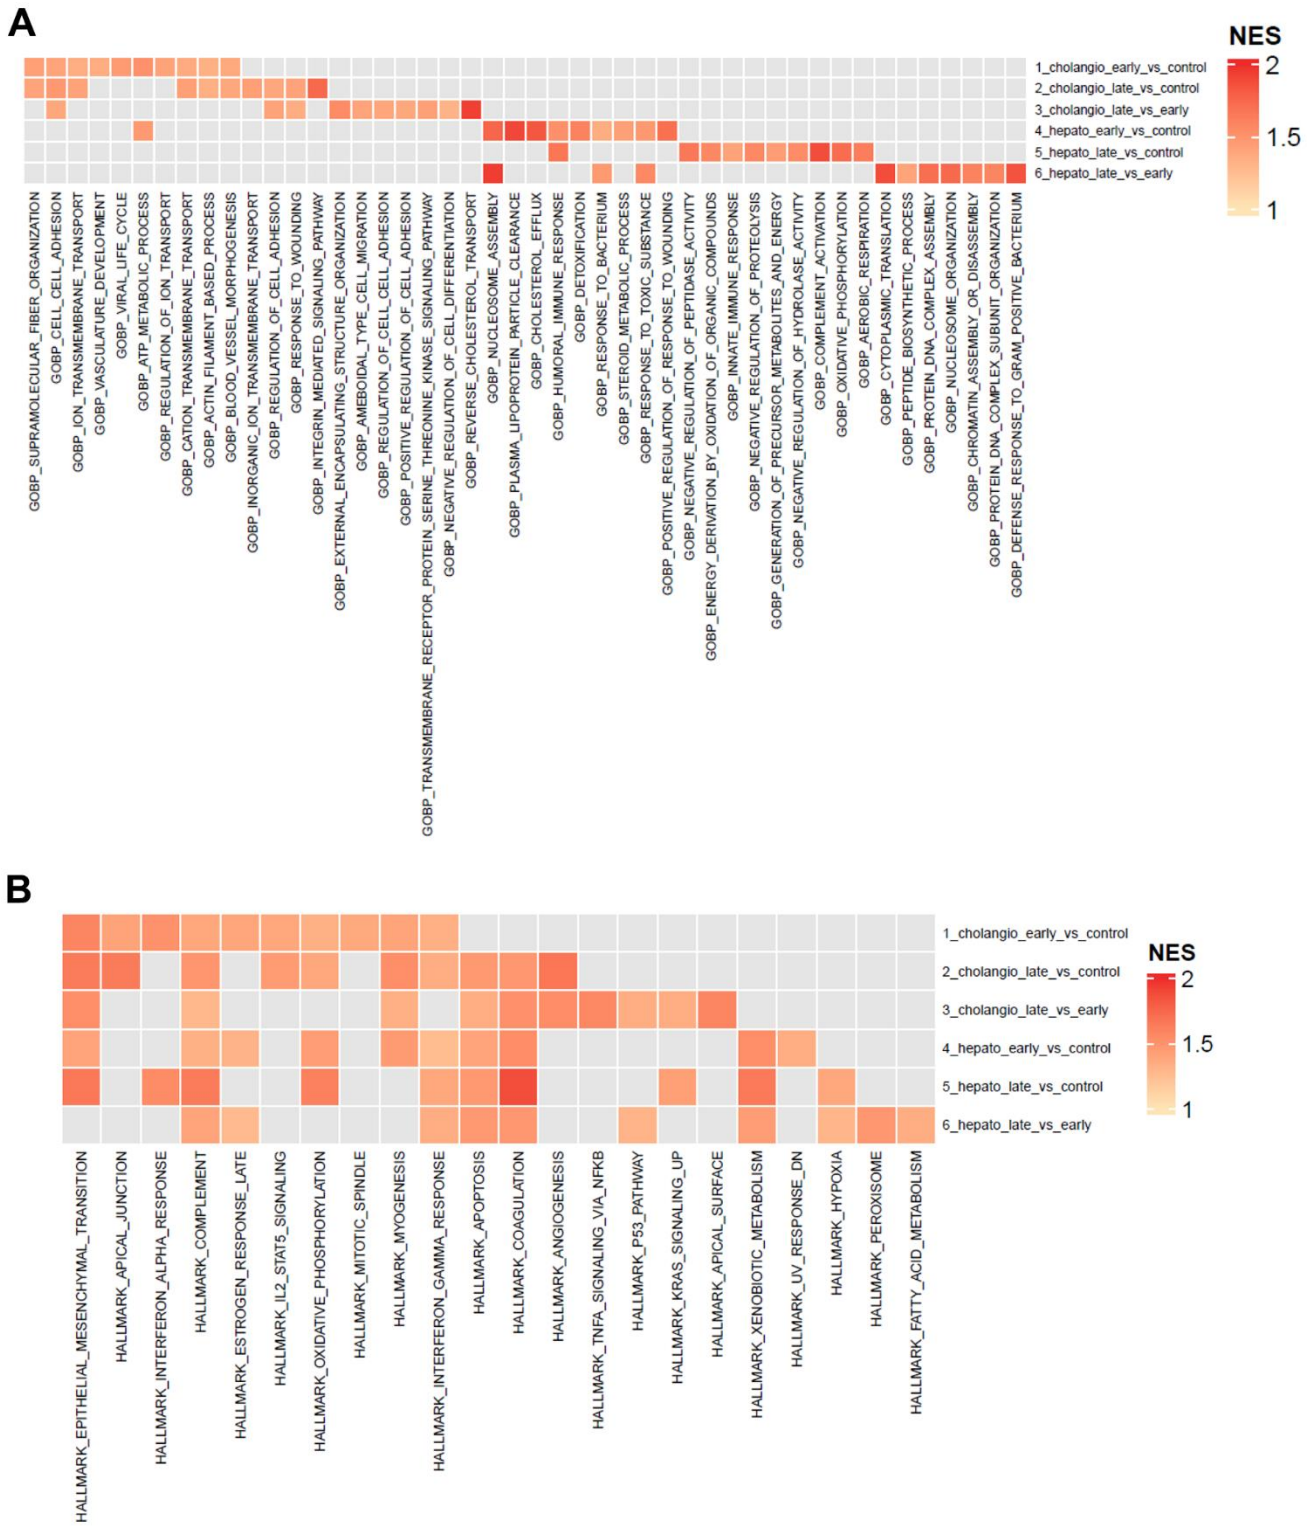 A
NES
2
1.5
1
1_cholangio_early_vs_control
2_cholangio_late_vs_control
3_cholangio_late_vs_early
4_hepato_early_vs_control
5_hepato_late_vs_control
6_hepato_late_vs_early
GOBP_SUPRAMOLECULAR_FIBER_ORGANIZATION
GOBP_CELL_CELL_ADHESION
GOBP_ION_TRANSMEMBRANE_TRANSPORT
GOBP_VASCULATURE_DEVELOPMENT
GOBP_VIRAL_LIFE_CYCLE
GOBP_ATP_METABOLIC_PROCESS
GOBP_REGULATION_OF_ION_TRANSPORT
GOBP_CATION_TRANSMEMBRANE_TRANSPORT
GOBP_ACTIN_FILAMENT_BASED_PROCESS
GOBP_BLOOD_VESSEL_MORPHOGENESIS
GOBP_INORGANIC_ION_TRANSMEMBRANE_TRANSPORT
GOBP_REGULATION_OF_CELL_ADHESION
GOBP_RESPONSE_TO_WOUNDING
GOBP_INTEGRIN_MEDIATED_SIGNALING_PATHWAY
GOBP_EXTERNAL_ENCAPSULATING_STRUCTURE_ORGANIZATION
GOBP_AMEBOIDAL_TYPE_CELL_MIGRATION
GOBP_REGULATION_OF_CELL_CELL_ADHESION
GOBP_POSITIVE_REGULATION_OF_CELL_ADHESION
GOBP_TRANSMEMBRANE_RECEPTOR_PROTEIN_SERINE_THREONINE_KINASE_SIGNALING_PATHWAY
GOBP_NEGATIVE_REGULATION_OF_CELL_DIFFERENTIATION
GOBP_REVERSE_CHOLESTEROL_TRANSPORT
GOBP_NUCLEOSOME_ASSEMBLY
GOBP_PLASMA_LIPOPROTEIN_PARTICLE_CLEARANCE
GOBP_CHOLESTEROL_EFFLUX
GOBP_HUMORAL_IMMUNE_RESPONSE
GOBP_DETOXIFICATION
GOBP_RESPONSE_TO_BACTERIUM
GOBP_STEROID_METABOLIC_PROCESS
GOBP_RESPONSE_TO_TOXIC_SUBSTANCE
GOBP_POSITIVE_REGULATION_OF_RESPONSE_TO_WOUNDING
GOBP_NEGATIVE_REGULATION_OF_PEPTIDASE_ACTIVITY
GOBP_ENERGY_DERIVATION_BY_OXIDATION_OF_ORGANIC_COMPOUNDS
GOBP_INNATE_IMMUNE_RESPONSE
GOBP_NEGATIVE_REGULATION_OF_PROTEOLYSIS
GOBP_GENERATION_OF_PRECURSOR_METABOLITES_AND_ENERGY
GOBP_NEGATIVE_REGULATION_OF_HYDROLASE_ACTIVITY
GOBP_COMPLEMENT_ACTIVATION
GOBP_OXIDATIVE_PHOSPHORYLATION
GOBP_AEROBIC_RESPIRATION
GOBP_CYTOPLASMIC_TRANSLATION
GOBP_PEPTIDE_BIOSYNTHETIC_PROCESS
GOBP_PROTEIN_DNA_COMPLEX_ASSEMBLY
GOBP_NUCLEOSOME_ORGANIZATION
GOBP_CHROMATIN_ASSEMBLY_OR_DISASSEMBLY
GOBP_PROTEIN_DNA_COMPLEX_SUBUNIT_ORGANIZATION
GOBP_DEFENSE_RESPONSE_TO_GRAM_POSITIVE_BACTERIUM
B
1_cholangio_early_vs_control
2_cholangio_late_vs_control
3_cholangio_late_vs_early
4_hepato_early_vs_control
5_hepato_late_vs_control
6_hepato_late_vs_early
NES
2
1.5
1
HALLMARK_EPITHELIAL_MESENCHYMAL_TRANSITION
HALLMARK_APICAL_JUNCTION
HALLMARK_INTERFERON_ALPHA_RESPONSE
HALLMARK_COMPLEMENT
HALLMARK_ESTROGEN_RESPONSE_LATE
HALLMARK_IL2_STAT5_SIGNALING
HALLMARK_OXIDATIVE_PHOSPHORYLATION
HALLMARK_MITOTIC_SPINDLE
HALLMARK_MYOGENESIS
HALLMARK_INTERFERON_GAMMA_RESPONSE
HALLMARK_APOPTOSIS
HALLMARK_COAGULATION
HALLMARK_ANGIOGENESIS
HALLMARK_TNFA_SIGNALING_VIA_NFKB
HALLMARK_P53_PATHWAY
HALLMARK_KRAS_SIGNALING_UP
HALLMARK_APICAL_SURFACE
HALLMARK_XENOBIOTIC_METABOLISM
HALLMARK_UV_RESPONSE_DN
HALLMARK_HYPOXIA
HALLMARK_PEROXISOME
HALLMARK_FATTY_ACID_METABOLISM